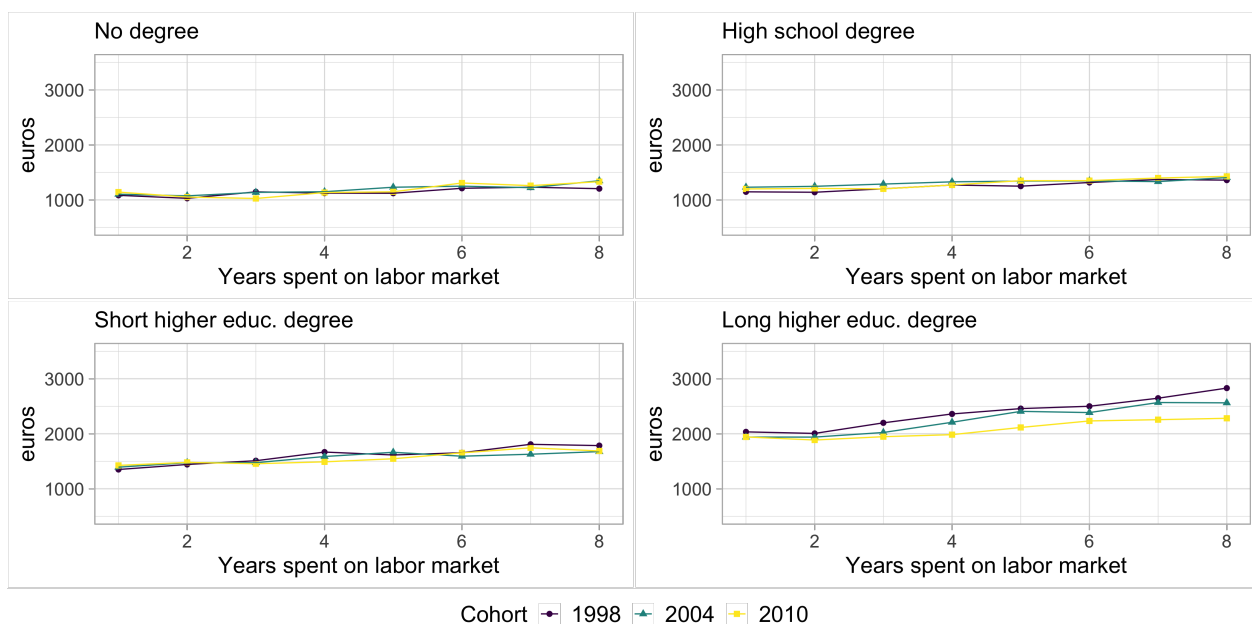 No degree
3000
2000
1000
euros
2 4 6 8
Years spent on labor market
High school degree
3000
2000
1000
euros
2 4 6 8
Years spent on labor market
Short higher educ. degree
3000
2000
1000
euros
2 4 6 8
Years spent on labor market
Long higher educ. degree
3000
2000
1000
euros
2 4 6 8
Years spent on labor market
Cohort 1998 2004 2010